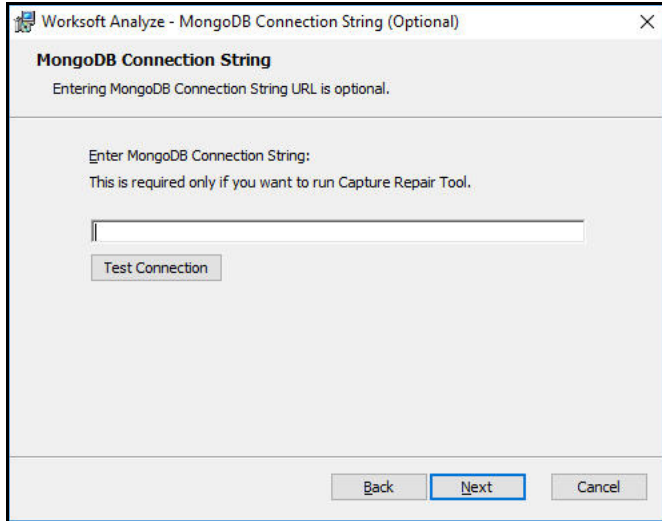 Worksoft Analyze - MongoDB Connection String (Optional)
MongoDB Connection String
Entering MongoDB Connection String URL is optional.
Enter MongoDB Connection String:
This is required only if you want to run Capture Repair Tool.
Test Connection
Back Next Cancel